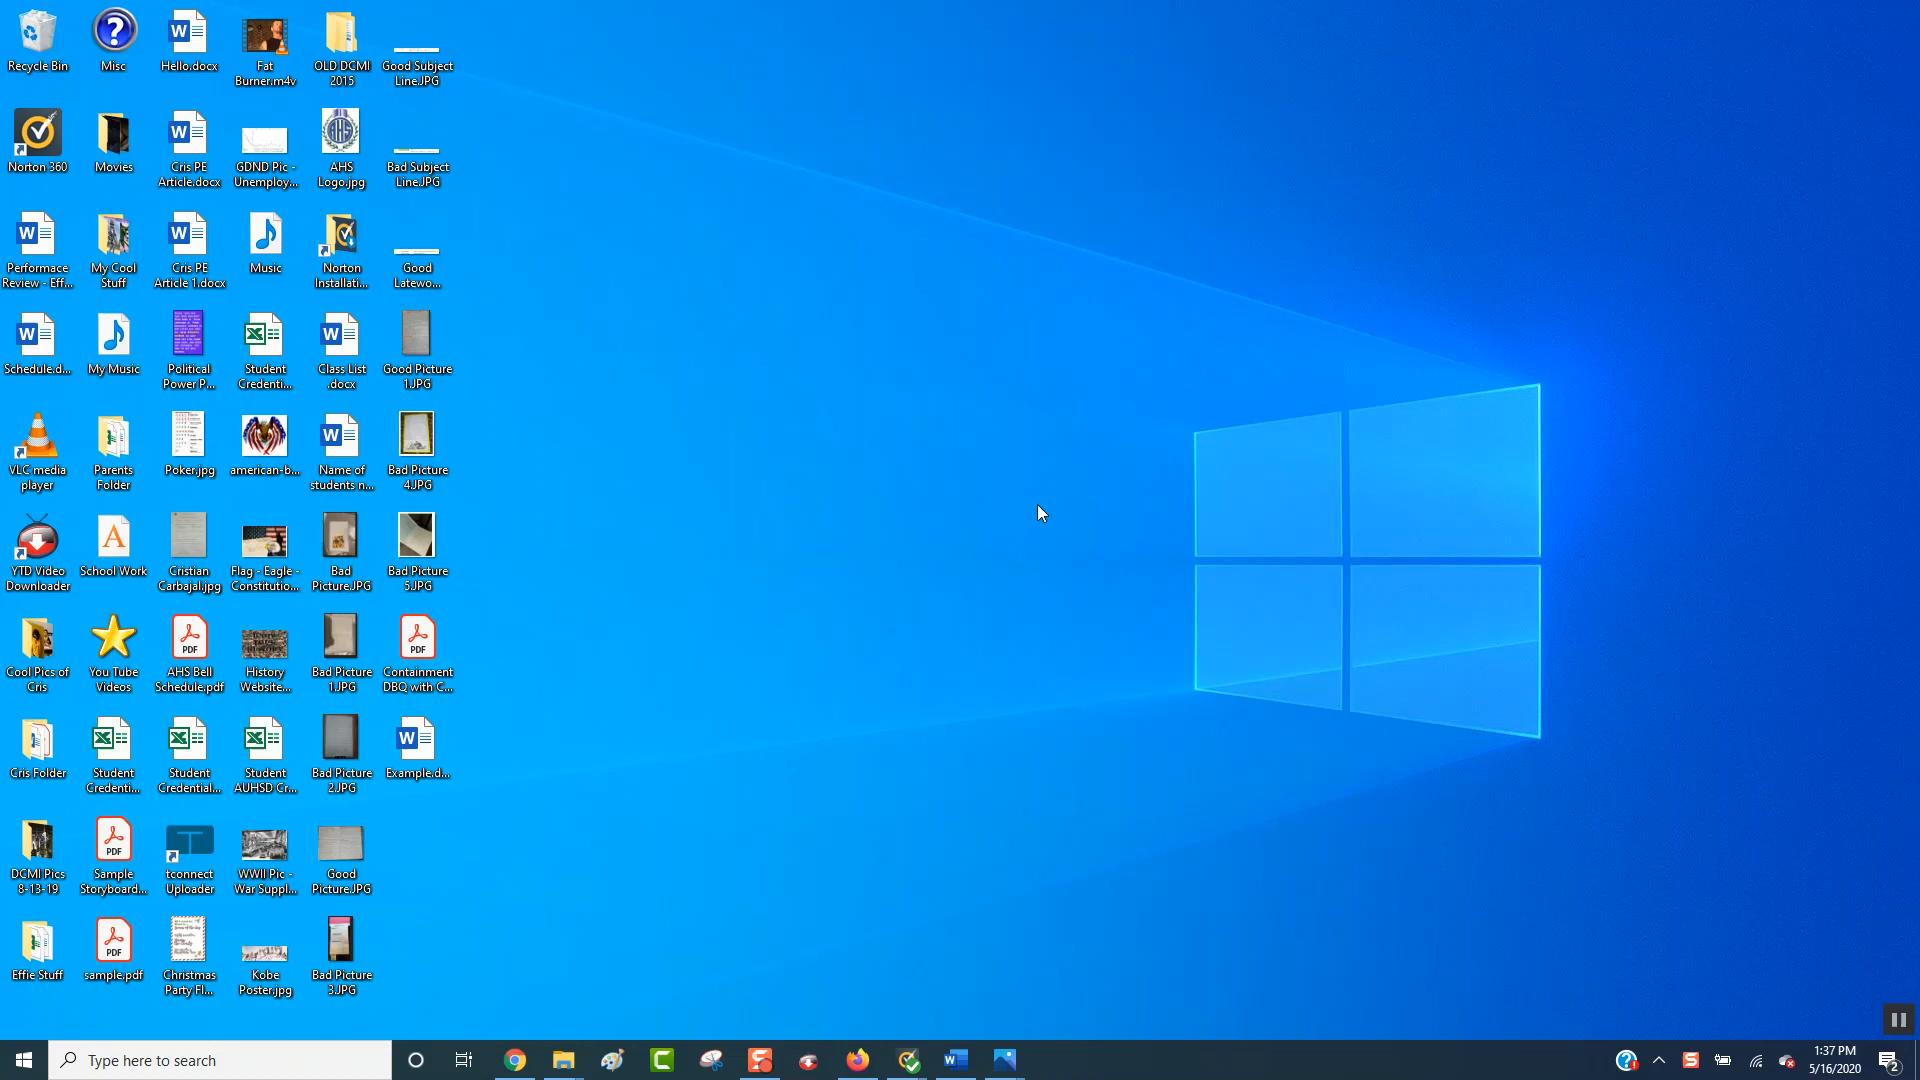 Recycle Bin
Misc
Hello.docx
Fat
Burner.m4v
OLD DCMI
2015
Good Subject
Line.JPG
Norton 360
Movies
Cris PE
Article.docx
GDND Pic -
Unemploy...
AHS
Logo.jpg
Bad Subject
Line.JPG
Performace
Review - Eff...
My Cool
Stuff
Cris PE
Article 1.docx
Music
Norton
Installati...
Good
Latewo...
Schedule.d...
My Music
Political
Power P...
Student
Credenti...
Class List
.docx
Good Picture
1.JPG
VLC media
player
Parents
Folder
Poker.jpg
american-b...
Name of
students n...
Bad Picture
4.JPG
YTD Video
Downloader
School Work
Cristian
Carbajal.jpg
Flag - Eagle -
Constitutio...
Bad
Picture.JPG
Bad Picture
5.JPG
Cool Pics of
Cris
You Tube
Videos
AHS Bell
Schedule.pdf
History
Website...
Bad Picture
1.JPG
Containment
DBQ with C...
Cris Folder
Student
Credenti...
Student
Credential...
Student
AUHSD Cr...
Bad Picture
2.JPG
Example.d...
DCMI Pics
8-13-19
Sample
Storyboard...
tconnect
Uploader
WWII Pic -
War Suppl...
Good
Picture.JPG
Effie Stuff
sample.pdf
Christmas
Party Fl...
Kobe
Poster.jpg
Bad Picture
3.JPG
Type here to search
1:37 PM
5/16/2020
2